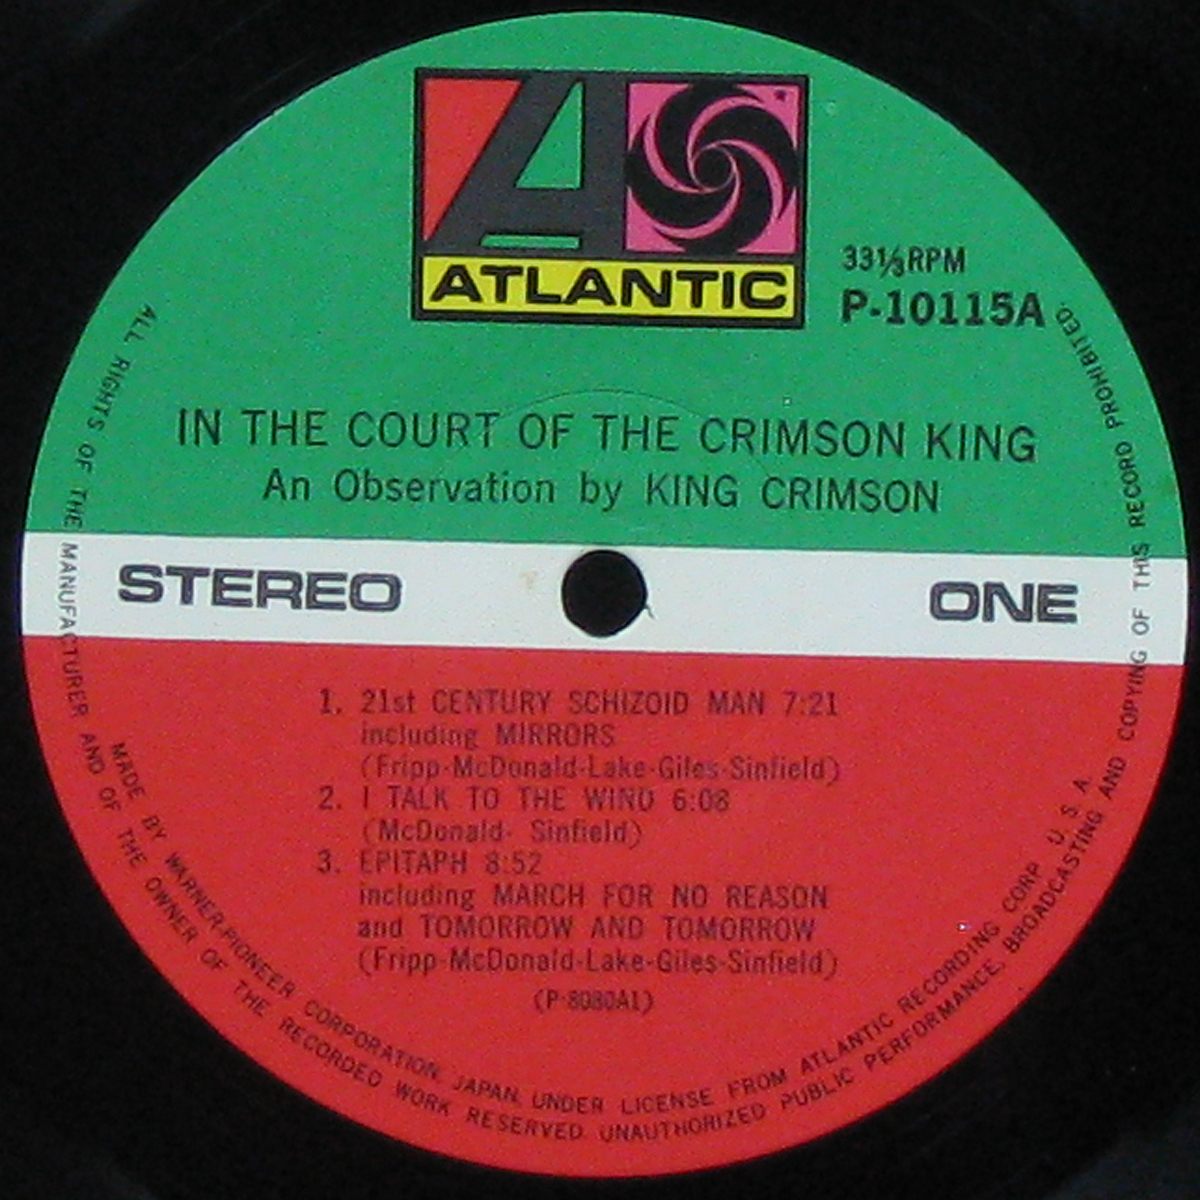 ATLANTIC
33⅓RPM
P-10115A
IN THE COURT OF THE CRIMSON KING
An Observation by KING CRIMSON
STEREO
ONE
1. 21st CENTURY SCHIZOID MAN 7:21
including MIRRORS
(Fripp-McDonald-Lake-Giles-Sinfield)
2. I TALK TO THE WIND 6:08
(McDonald- Sinfield)
3. EPITAPH 8:52
including MARCH FOR NO REASON
and TOMORROW AND TOMORROW
(Fripp-McDonald-Lake-Giles-Sinfield)
(P-8080A1)
MADE BY WARNER-PIONEER CORPORATION, JAPAN, UNDER LICENSE FROM ATLANTIC RECORDING CORP U. S. A.
ALL RIGHTS OF THE MANUFACTURER AND OF THE OWNER OF THE RECORDED WORK RESERVED. UNAUTHORIZED PUBLIC PERFORMANCE, BROADCASTING AND COPYING OF THIS RECORD PROHIBITED.